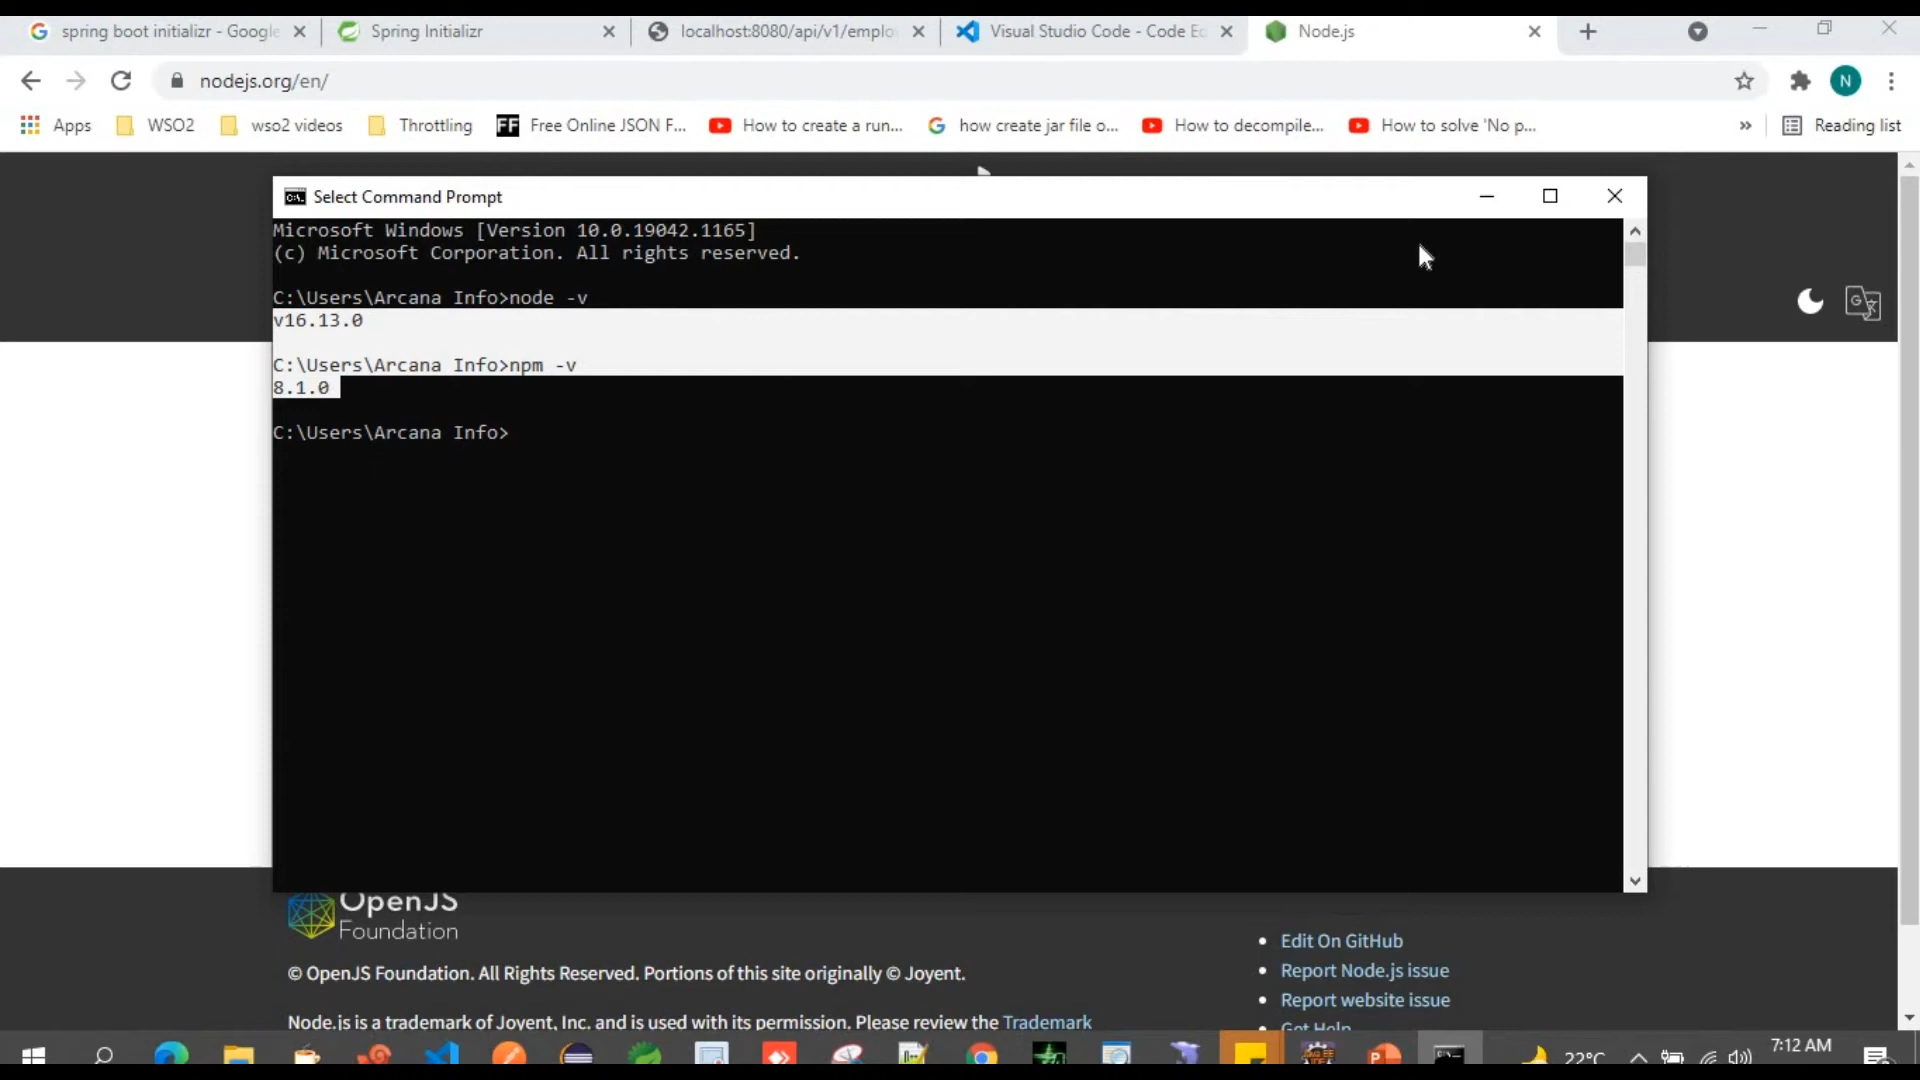 spring boot initializr - Google
Spring Initializr
localhost:8080/api/v1/emplo
Visual Studio Code - Code Ed
Node.js
nodejs.org/en/
N
Apps
WSO2
wso2 videos
Throttling
FF
Free Online JSON F...
How to create a run...
how create jar file o...
How to decompile...
How to solve 'No p...
»
Reading list
Select Command Prompt
Microsoft Windows [Version 10.0.19042.1165]
(c) Microsoft Corporation. All rights reserved.
C:\Users\Arcana Info>node -v
v16.13.0
C:\Users\Arcana Info>npm -v
8.1.0
C:\Users\Arcana Info>
OpenJS
Foundation
© OpenJS Foundation. All Rights Reserved. Portions of this site originally © Joyent.
Node.js is a trademark of Joyent, Inc. and is used with its permission. Please review the Trademark
Edit On GitHub
Report Node.js issue
Report website issue
Get Help
22°C
7:12 AM